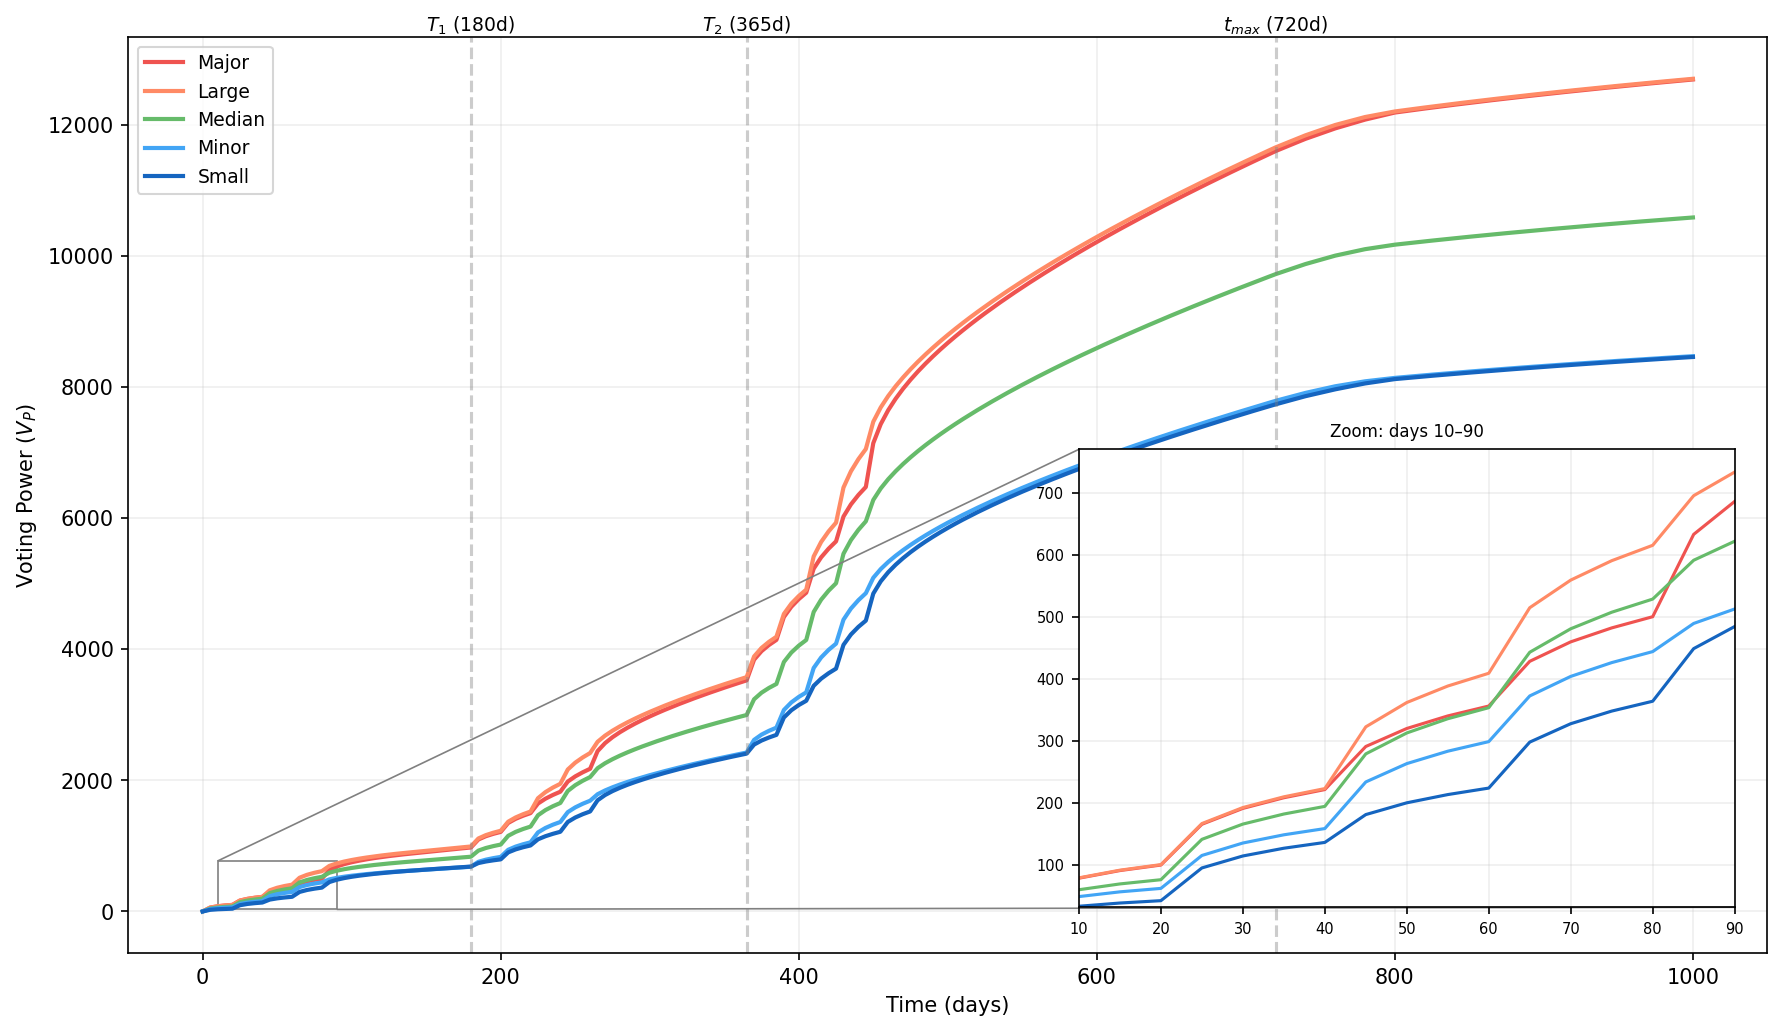 T₁ (180d) T₂ (365d) tₘₐₓ (720d)
Major
Large
Median
Minor
Small
12000
10000
8000
6000
4000
2000
0
Voting Power (V_P)
Zoom: days 10–90
700
600
500
400
300
200
100
10 20 30 40 50 60 70 80 90
0 200 400 600 800 1000
Time (days)